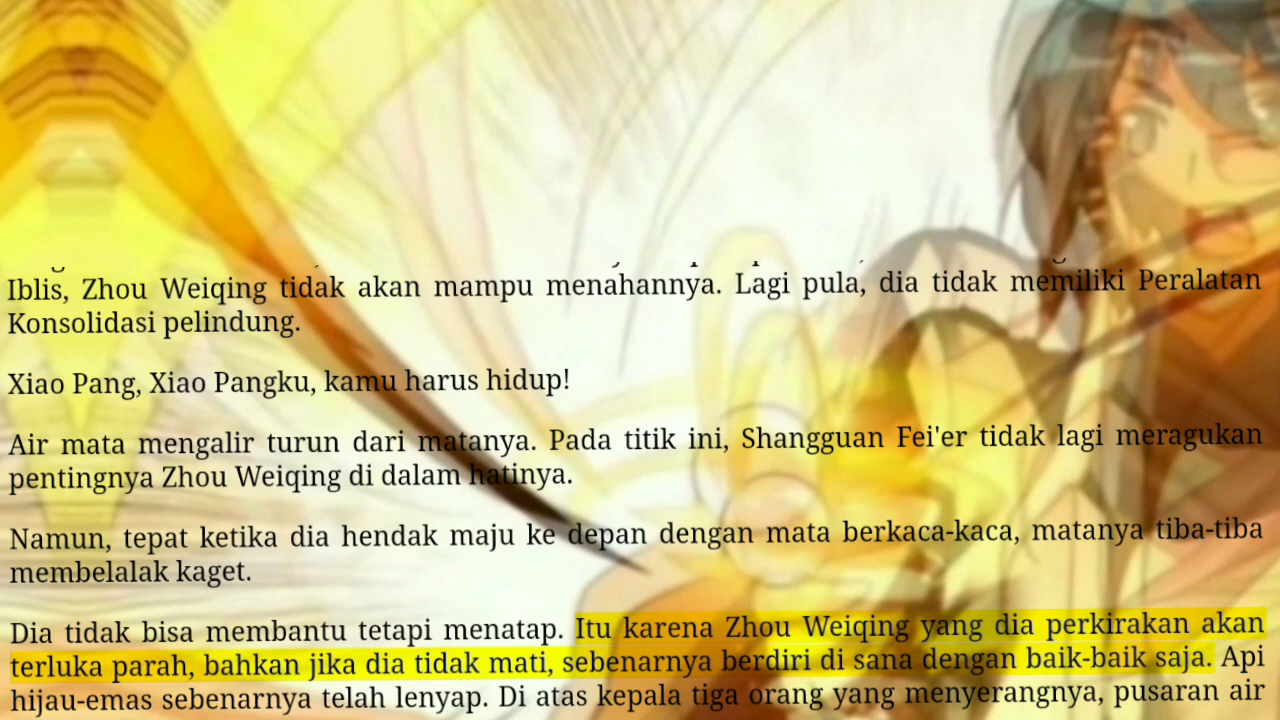 Iblis, Zhou Weiqing tidak akan mampu menahannya. Lagi pula, dia tidak memiliki Peralatan
Konsolidasi pelindung.
Xiao Pang, Xiao Pangku, kamu harus hidup!
Air mata mengalir turun dari matanya. Pada titik ini, Shangguan Fei'er tidak lagi meragukan
pentingnya Zhou Weiqing di dalam hatinya.
Namun, tepat ketika dia hendak maju ke depan dengan mata berkaca-kaca, matanya tiba-tiba
membelalak kaget.
Dia tidak bisa membantu tetapi menatap. Itu karena Zhou Weiqing yang dia perkirakan akan
terluka parah, bahkan jika dia tidak mati, sebenarnya berdiri di sana dengan baik-baik saja. Api
hijau-emas sebenarnya telah lenyap. Di atas kepala tiga orang yang menyerangnya, pusaran air